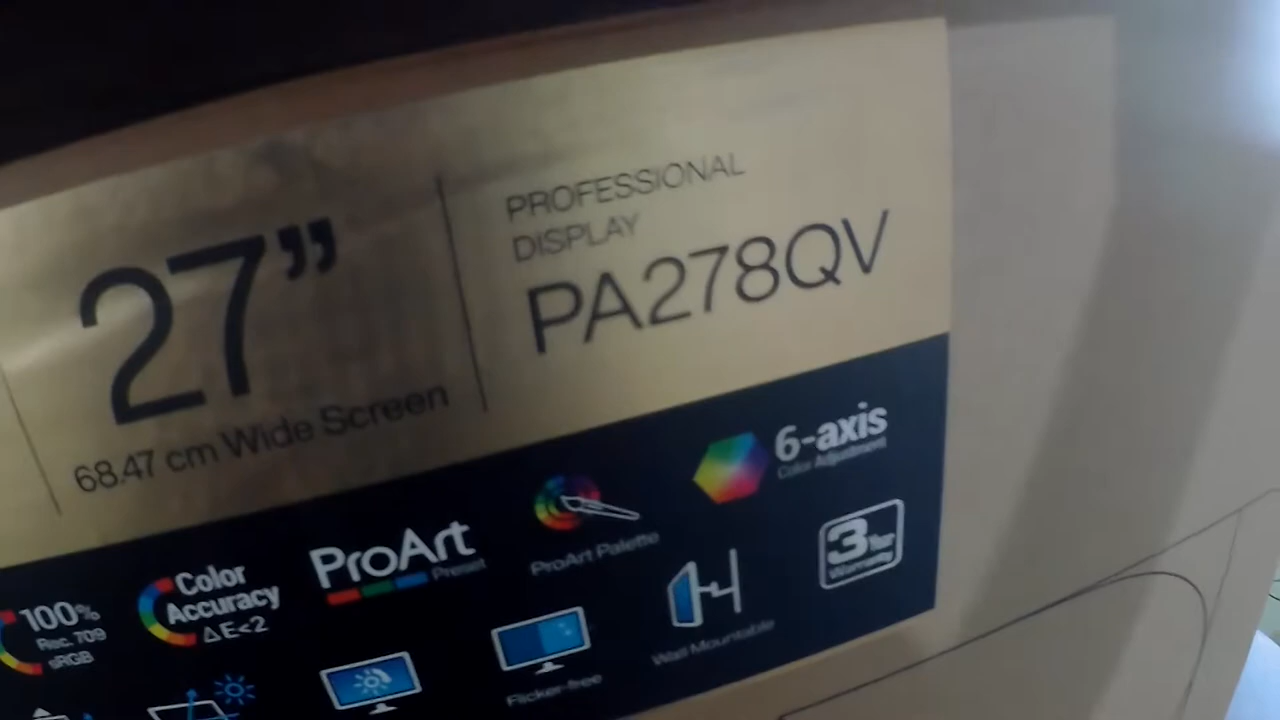 27”
68.47 cm Wide Screen
PROFESSIONAL
DISPLAY
PA278QV
100%
Rec. 709
sRGB
Color
Accuracy
ΔE<2
ProArt
Preset
ProArt Palette
6-axis
Color Adjustment
Flicker-free
Wall Mountable
3 Year
Warranty